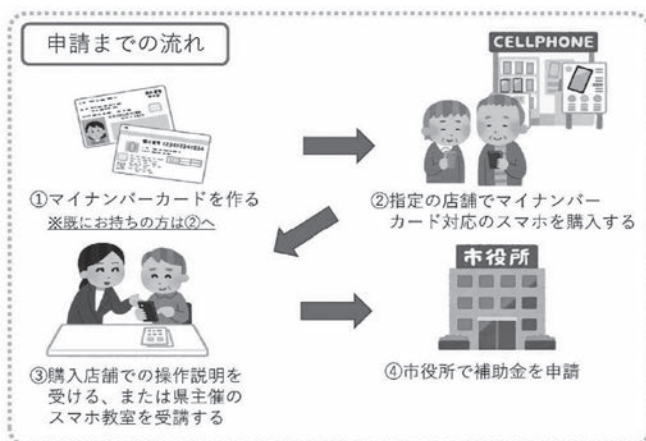 申請までの流れ
CELLPHONE
①マイナンバーカードを作る
※既にお持ちの方は②へ
②指定の店舗でマイナンバー
カード対応のスマホを購入する
市役所
③購入店舗での操作説明を
受ける、または県主催の
スマホ教室を受講する
④市役所で補助金を申請